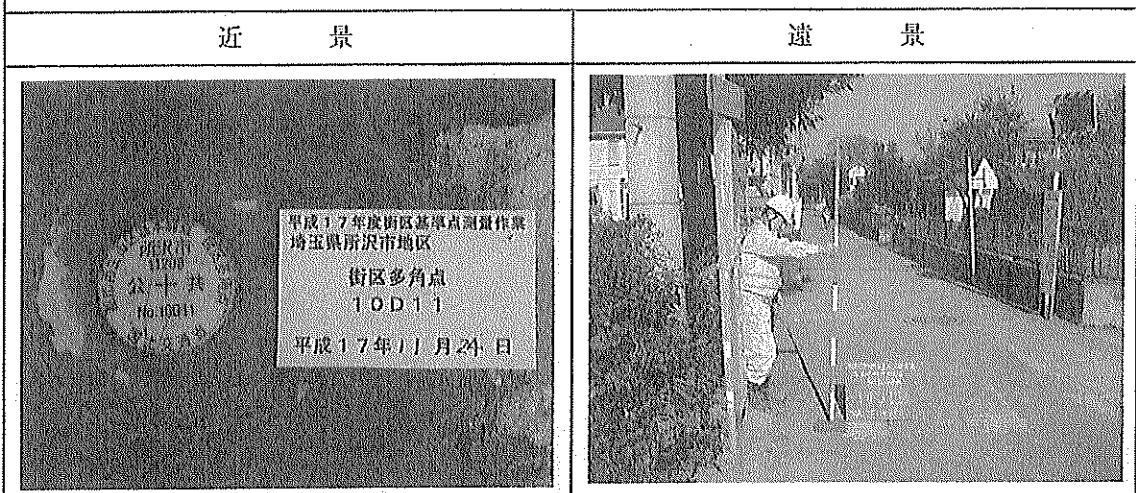 近 景
遠 景
平成17年度街区基準点測量作業
埼玉県所沢市地区
街区多角点
10D11
平成17年11月24日
所沢市
11208
公 共